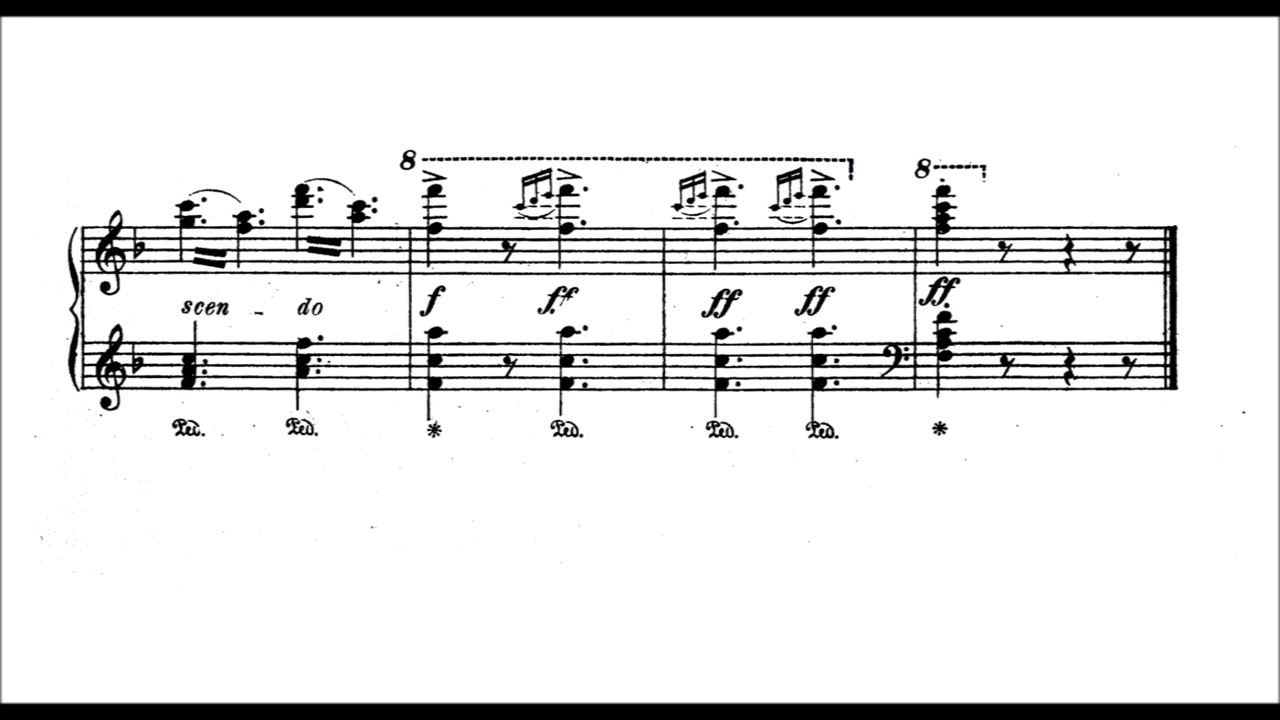 8 8
scen - do f ff ff ff ff
Ped. Ped. * Ped. Ped. Ped. *